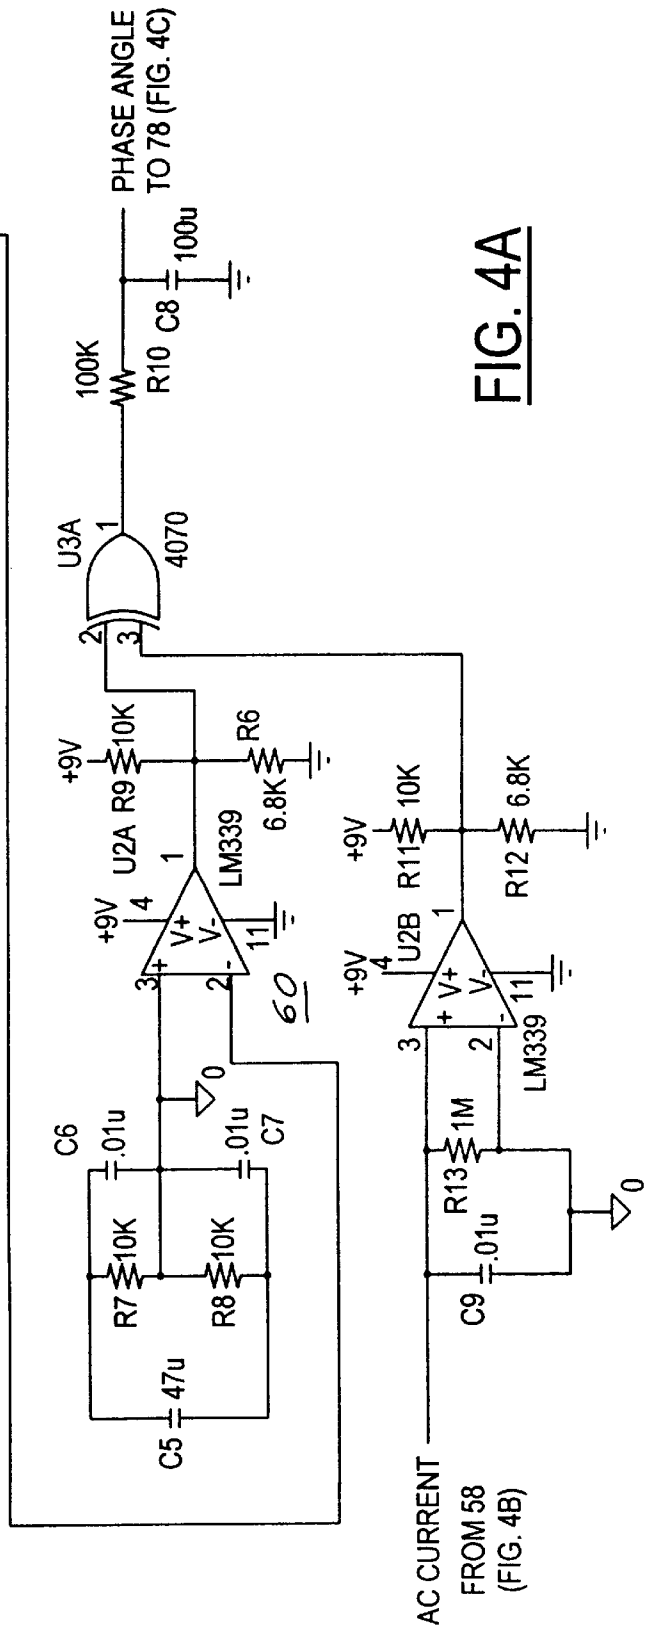 C6
.01u
R7
10K
C5
47u
R8
10K
.01u
C7
0
3
+
2
-
60
+9V
4
V+
V-
11
U2A
1
LM339
+9V
R9
10K
R6
6.8K
2
3
U3A
1
4070
100K
R10
C8
100u
PHASE ANGLE
TO 78 (FIG. 4C)
AC CURRENT
FROM 58
(FIG. 4B)
C9
.01u
R13
1M
0
3
+
2
-
+9V
4
V+
V-
11
U2B
1
LM339
+9V
R11
10K
R12
6.8K
FIG. 4A